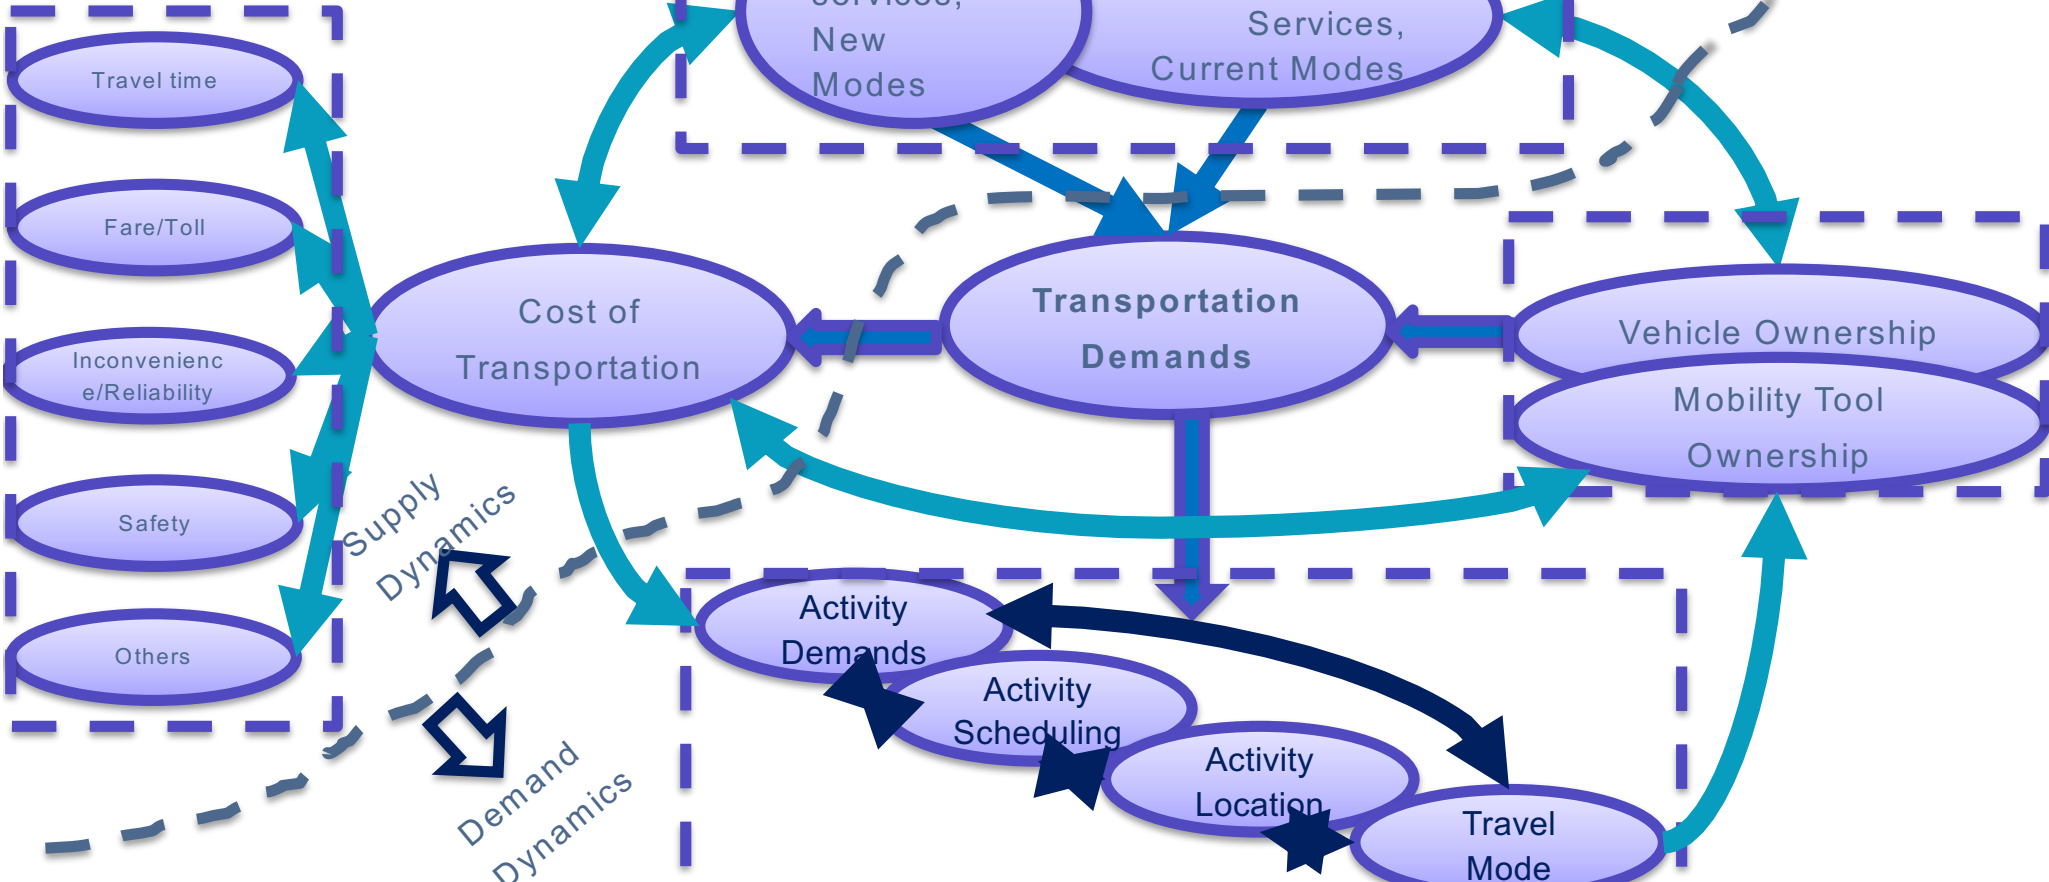 services,
New
Modes
Services,
Current Modes
Travel time
Fare/Toll
Inconvenienc
e/Reliability
Safety
Others
Cost of
Transportation
Transportation
Demands
Vehicle Ownership
Mobility Tool
Ownership
Supply
Dynamics
Demand
Dynamics
Activity
Demands
Activity
Scheduling
Activity
Location
Travel
Mode